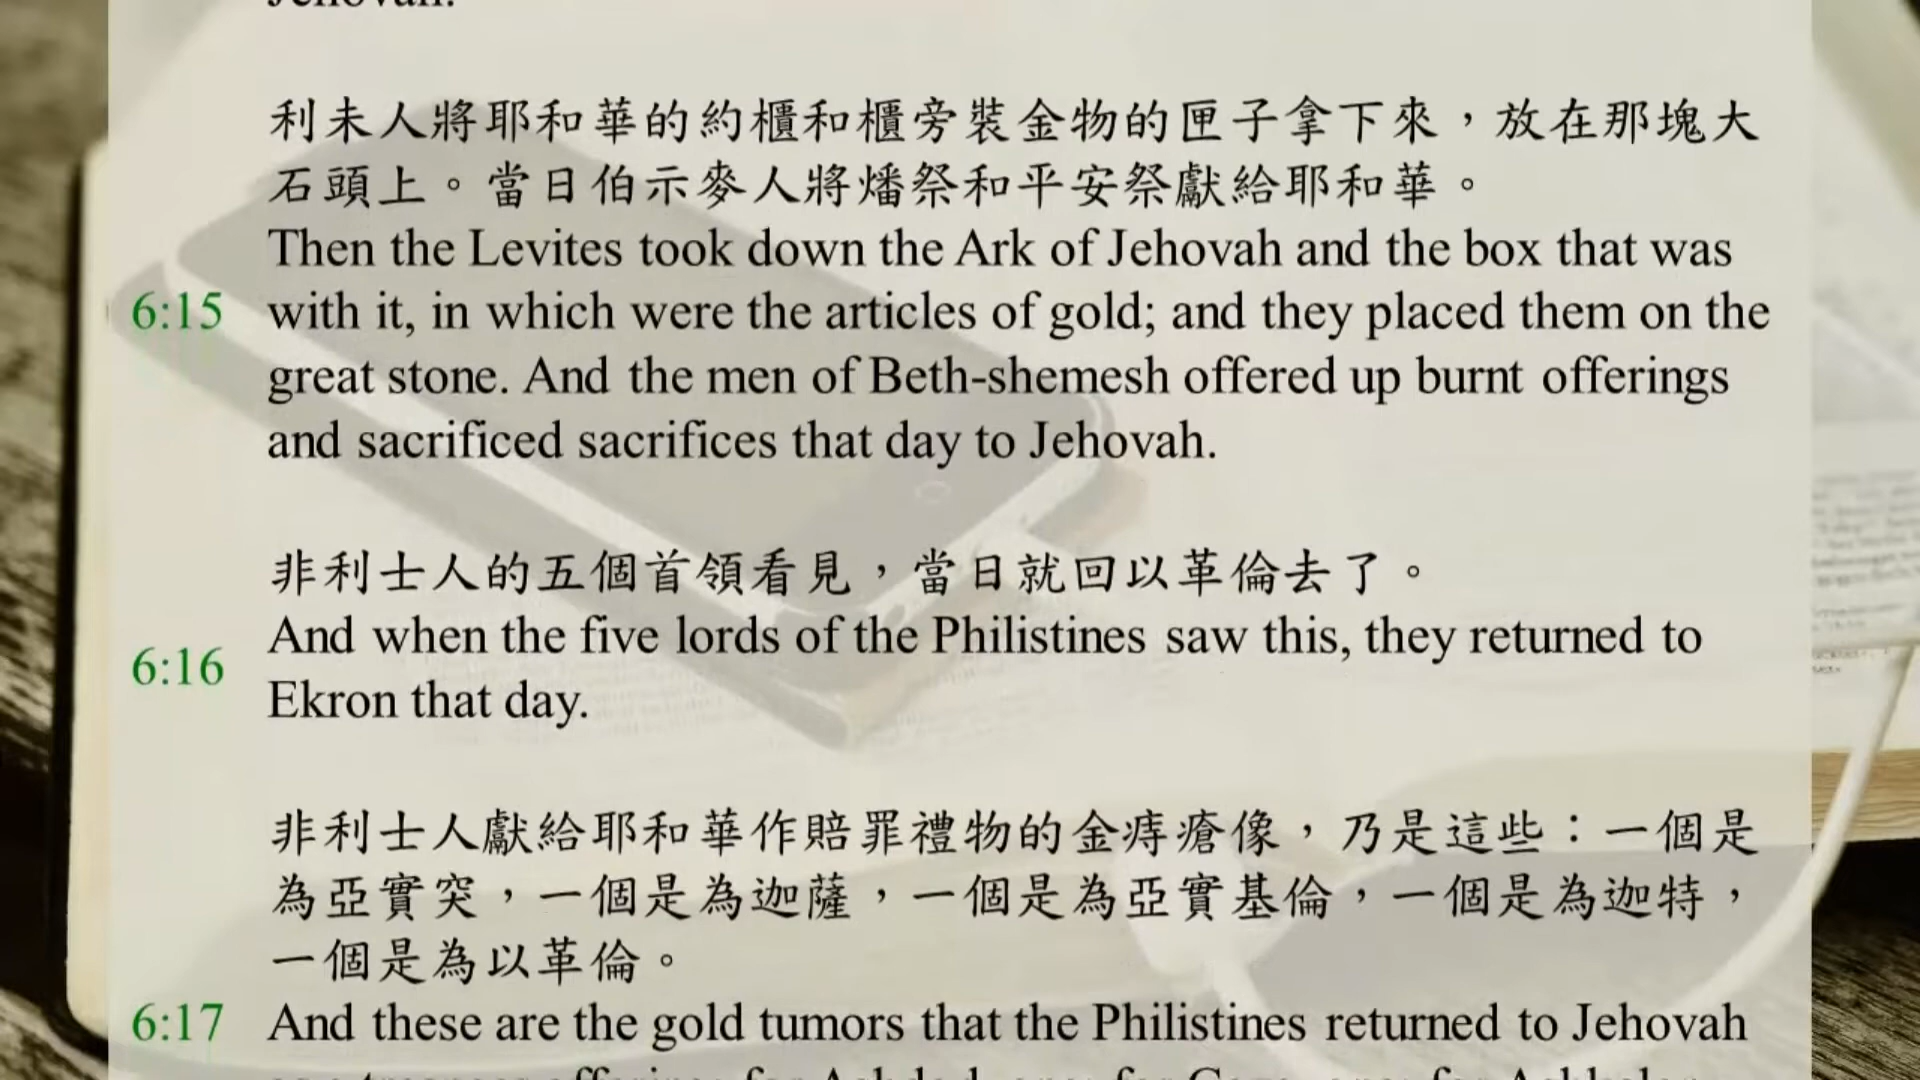 Jehovah.
利未人將耶和華的約櫃和櫃旁裝金物的匣子拿下來，放在那塊大
石頭上。當日伯示麥人將燔祭和平安祭獻給耶和華。
Then the Levites took down the Ark of Jehovah and the box that was
6:15 with it, in which were the articles of gold; and they placed them on the
great stone. And the men of Beth-shemesh offered up burnt offerings
and sacrificed sacrifices that day to Jehovah.
非利士人的五個首領看見，當日就回以革倫去了。
And when the five lords of the Philistines saw this, they returned to
6:16
Ekron that day.
非利士人獻給耶和華作賠罪禮物的金痔瘡像，乃是這些：一個是
為亞實突，一個是為迦薩，一個是為亞實基倫，一個是為迦特，
一個是為以革倫。
6:17 And these are the gold tumors that the Philistines returned to Jehovah